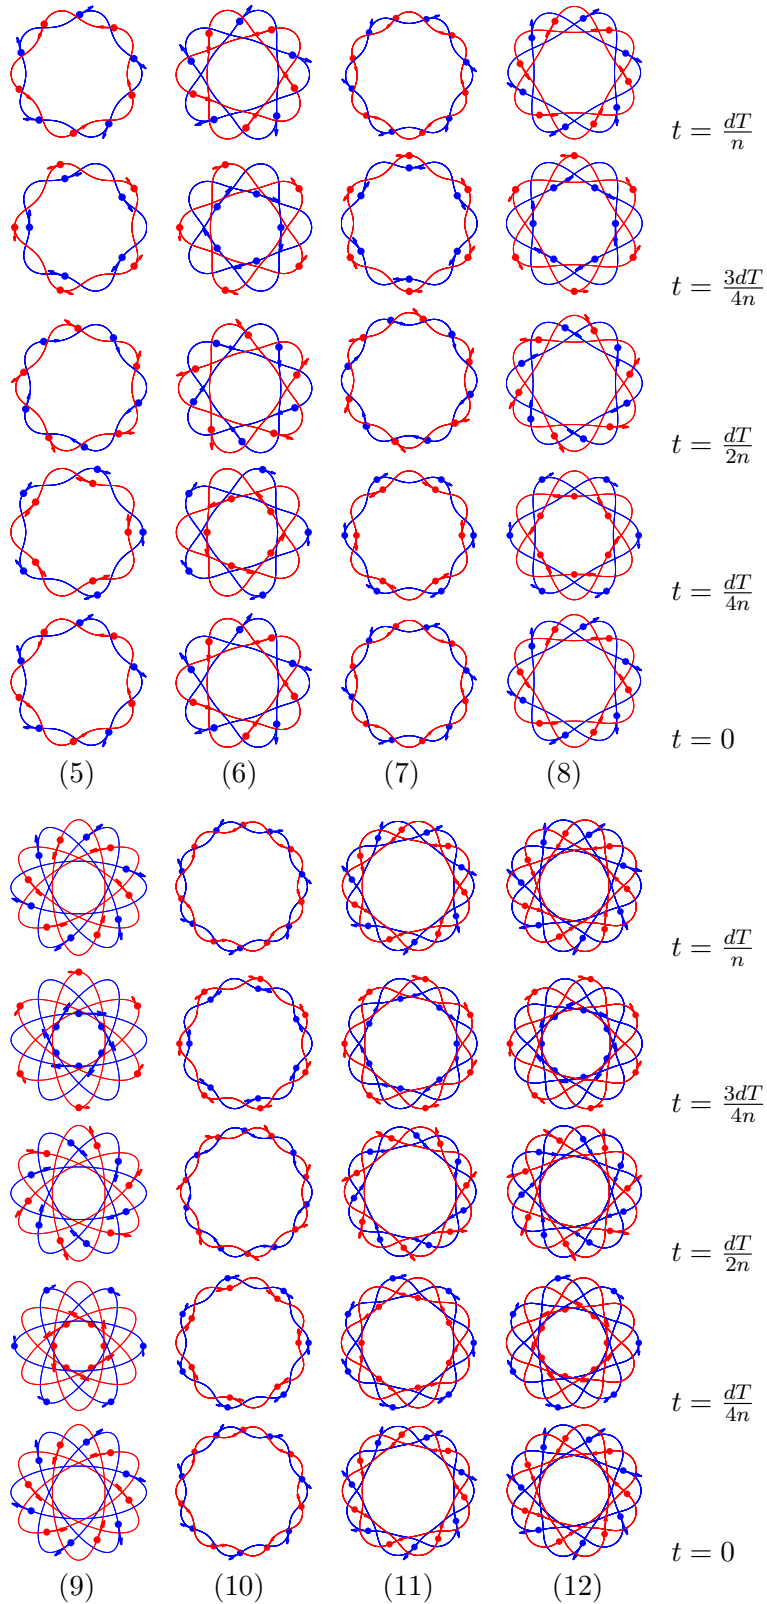 t = dT/n
t = 3dT/4n
t = dT/2n
t = dT/4n
t = 0
(5) (6) (7) (8)
t = dT/n
t = 3dT/4n
t = dT/2n
t = dT/4n
t = 0
(9) (10) (11) (12)